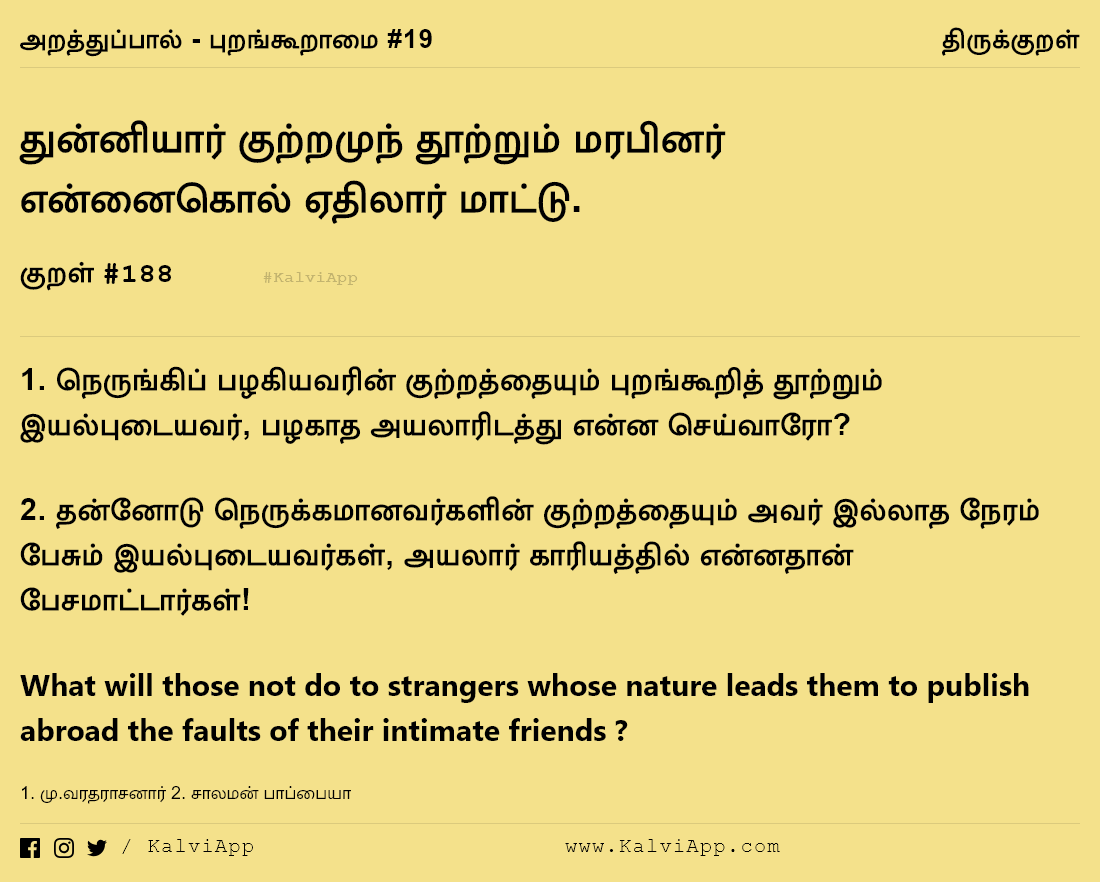 அறத்துப்பால் - புறங்கூறாமை #19 திருக்குறள்
துன்னியார் குற்றமுந் தூற்றும் மரபினர்
என்னைகொல் ஏதிலார் மாட்டு.
குறள் #188 #KalviApp
1. நெருங்கிப் பழகியவரின் குற்றத்தையும் புறங்கூறித் தூற்றும்
இயல்புடையவர், பழகாத அயலாரிடத்து என்ன செய்வாரோ?
2. தன்னோடு நெருக்கமானவர்களின் குற்றத்தையும் அவர் இல்லாத நேரம்
பேசும் இயல்புடையவர்கள், அயலார் காரியத்தில் என்னதான்
பேசமாட்டார்கள்!
What will those not do to strangers whose nature leads them to publish
abroad the faults of their intimate friends ?
1. மு.வரதராசனார் 2. சாலமன் பாப்பையா
/ KalviApp www.KalviApp.com